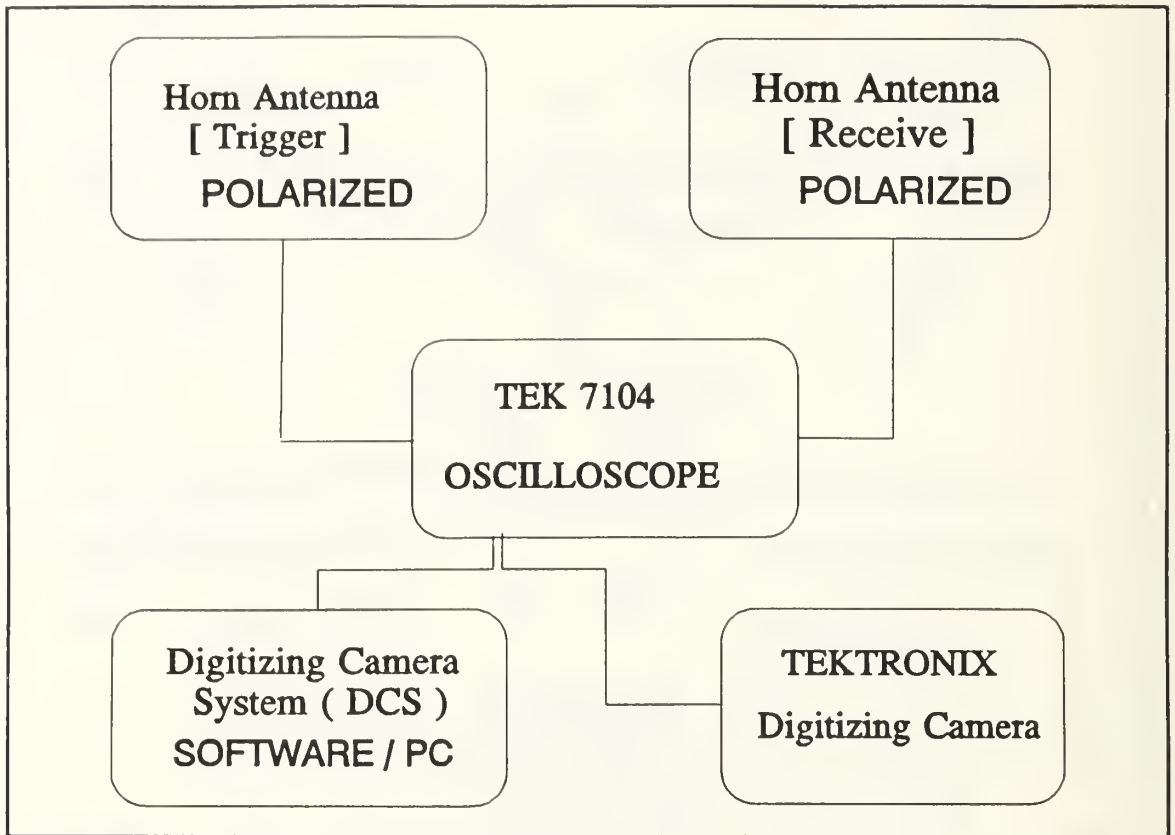 Horn Antenna
[ Trigger ]
POLARIZED
Horn Antenna
[ Receive ]
POLARIZED
TEK 7104
OSCILLOSCOPE
Digitizing Camera
System ( DCS )
SOFTWARE / PC
TEKTRONIX
Digitizing Camera